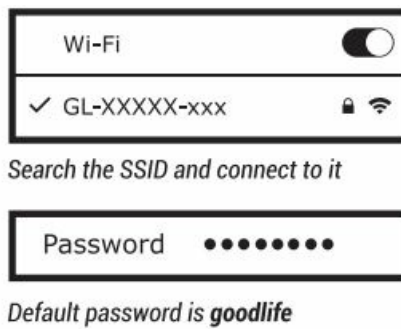 Wi-Fi
GL-XXXXX-xxx
Search the SSID and connect to it
Password ••••••••
Default password is goodlife